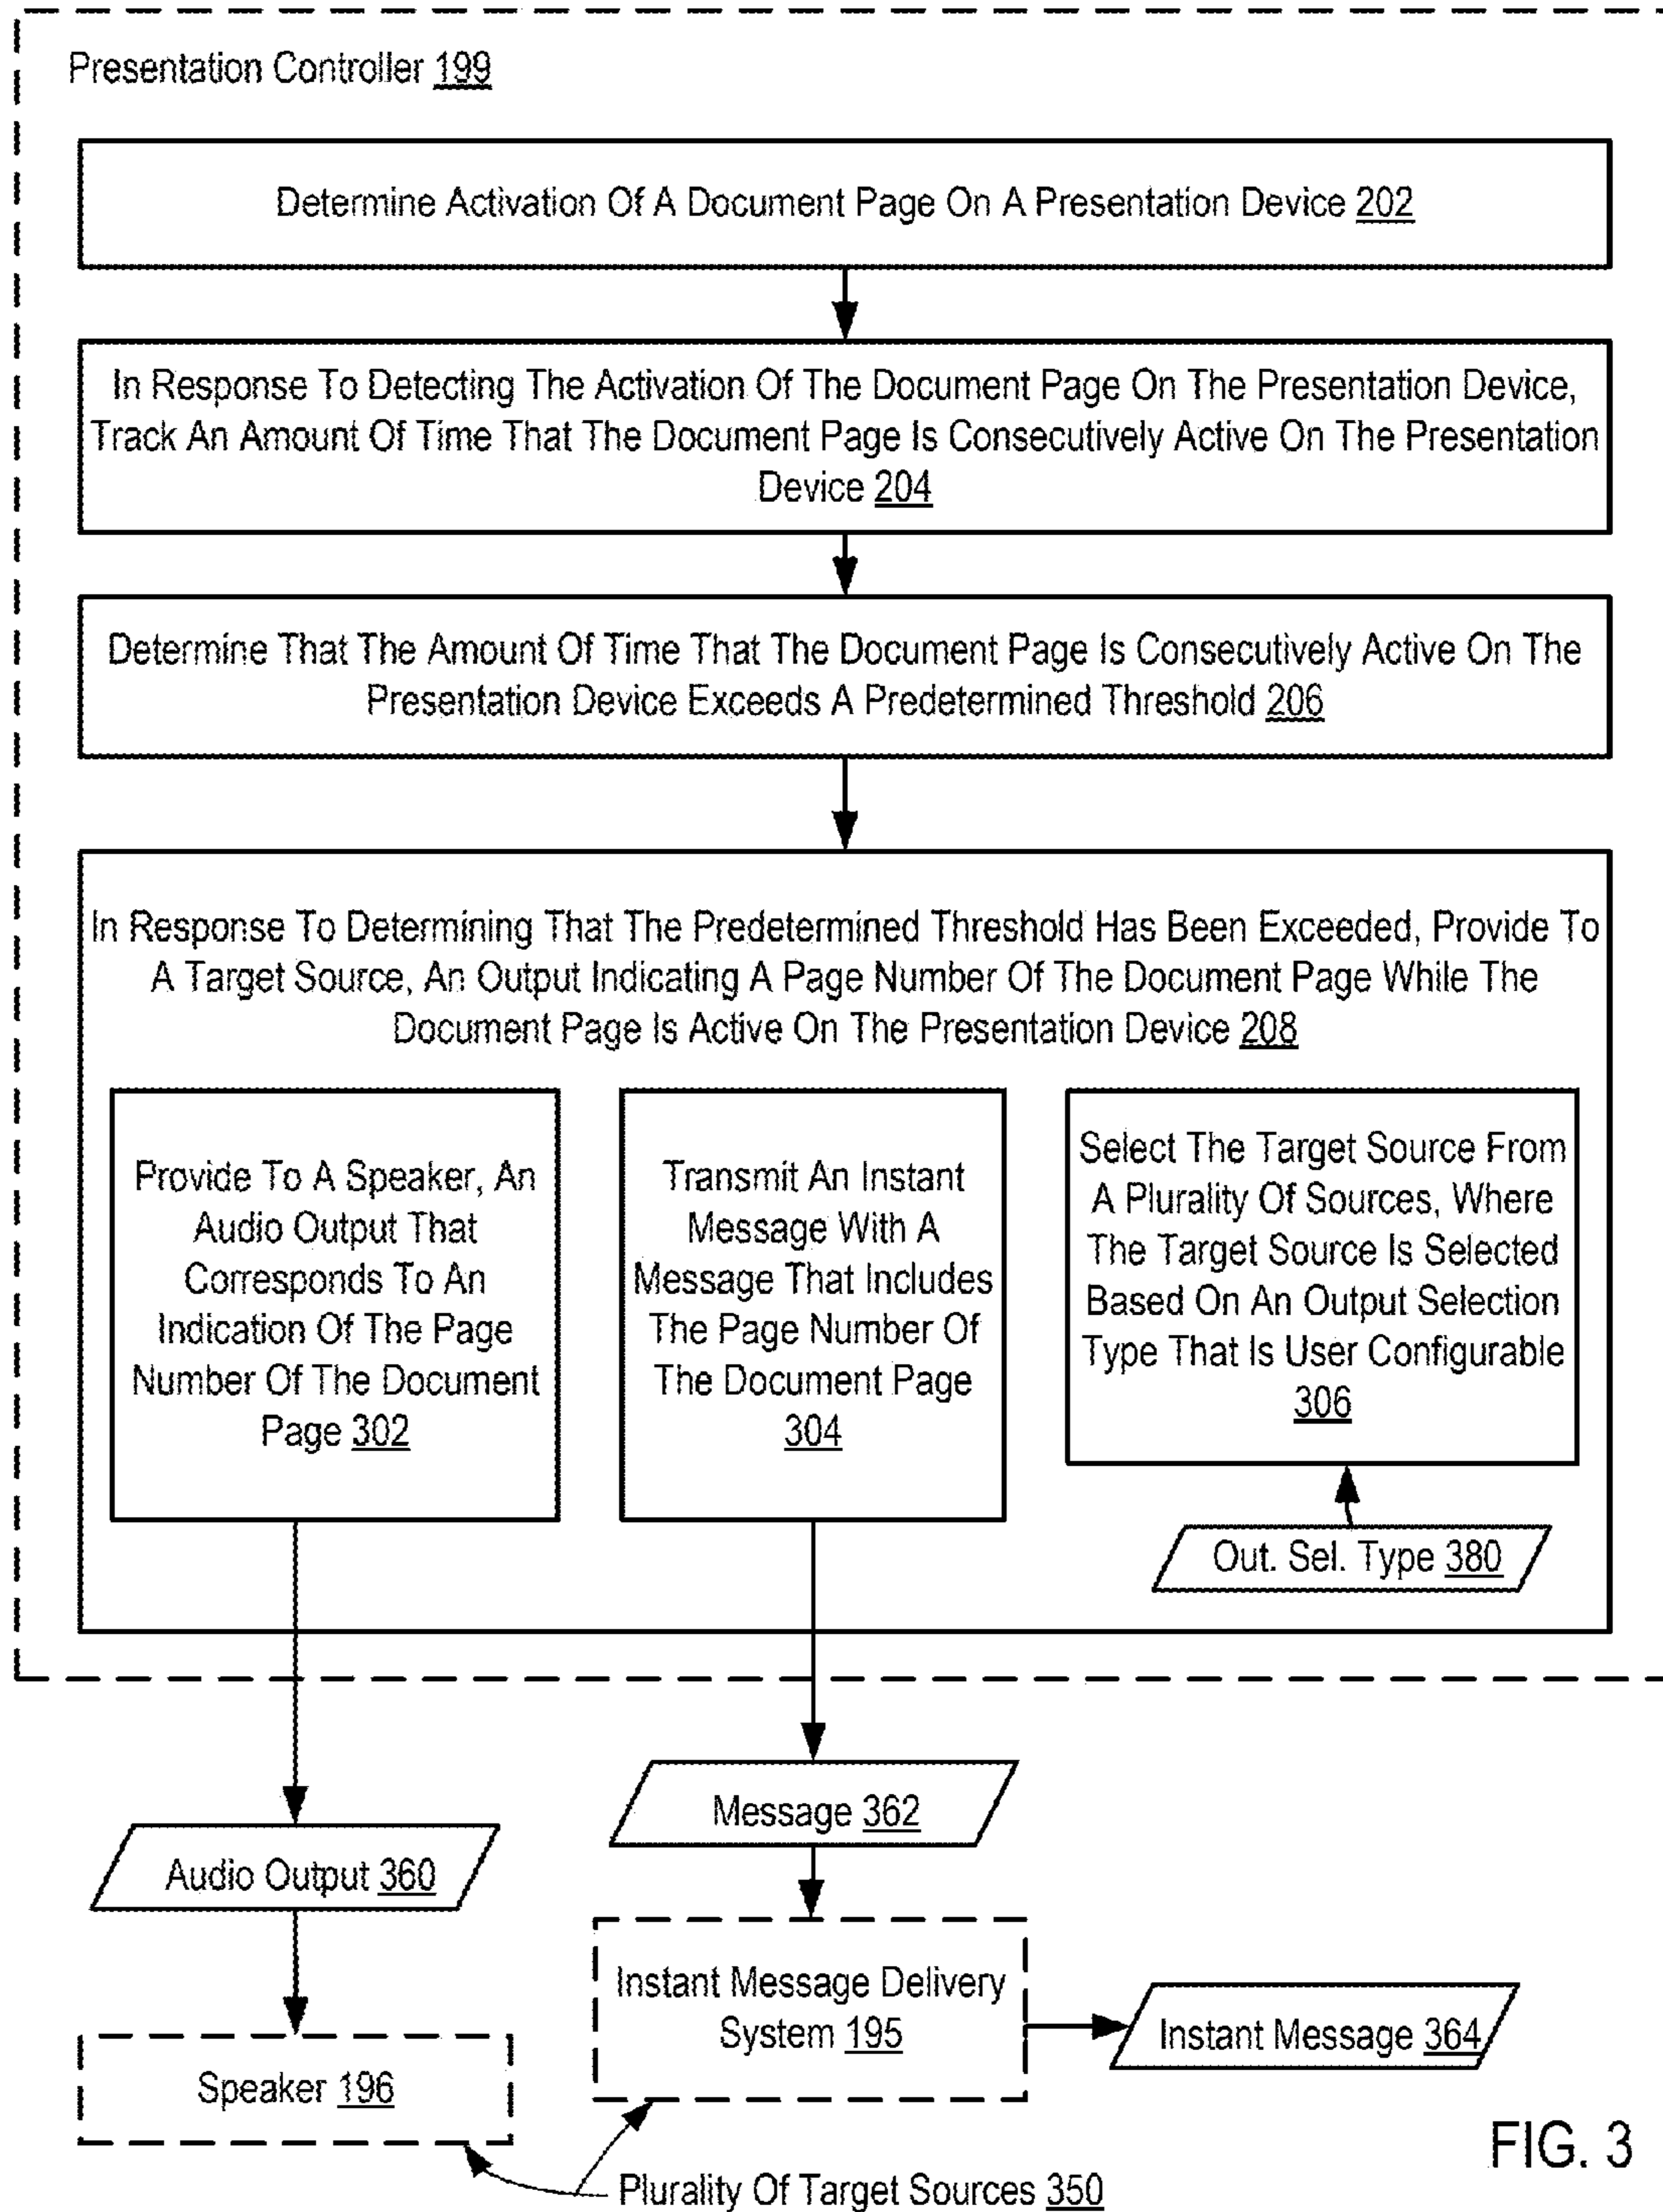 Presentation Controller 199
Determine Activation Of A Document Page On A Presentation Device 202
In Response To Detecting The Activation Of The Document Page On The Presentation Device,
Track An Amount Of Time That The Document Page Is Consecutively Active On The Presentation
Device 204
Determine That The Amount Of Time That The Document Page Is Consecutively Active On The
Presentation Device Exceeds A Predetermined Threshold 206
In Response To Determining That The Predetermined Threshold Has Been Exceeded, Provide To
A Target Source, An Output Indicating A Page Number Of The Document Page While The
Document Page Is Active On The Presentation Device 208
Provide To A Speaker, An
Audio Output That
Corresponds To An
Indication Of The Page
Number Of The Document
Page 302
Transmit An Instant
Message With A
Message That Includes
The Page Number Of
The Document Page
304
Select The Target Source From
A Plurality Of Sources, Where
The Target Source Is Selected
Based On An Output Selection
Type That Is User Configurable
306
Out. Sel. Type 380
Message 362
Audio Output 360
Instant Message Delivery
System 195
Instant Message 364
Speaker 196
Plurality Of Target Sources 350
FIG. 3